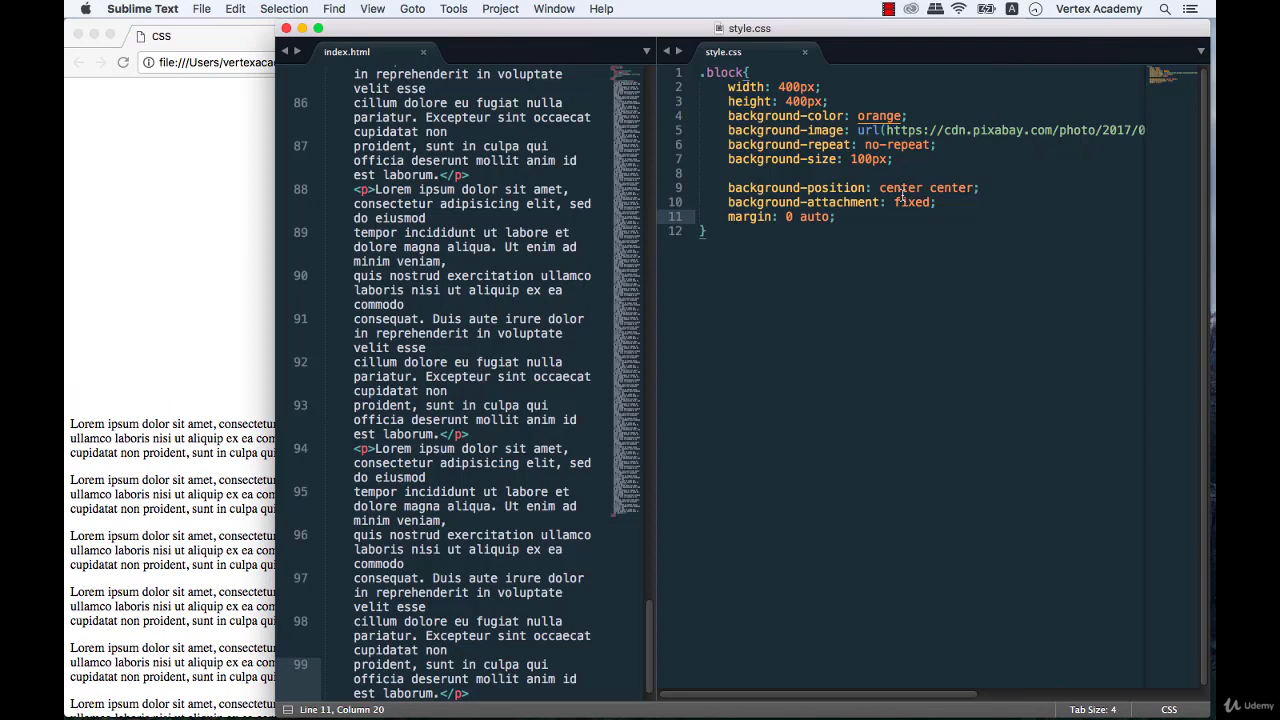 Sublime Text File Edit Selection Find View Goto Tools Project Window Help A Vertex Academy
CSS
file:///Users/vertexacad
Lorem ipsum dolor sit amet, consectetur
ullamco laboris nisi ut aliquip ex ea com
cupidatat non proident, sunt in culpa qui
Lorem ipsum dolor sit amet, consectetur
ullamco laboris nisi ut aliquip ex ea com
cupidatat non proident, sunt in culpa qui
Lorem ipsum dolor sit amet, consectetur
ullamco laboris nisi ut aliquip ex ea com
cupidatat non proident, sunt in culpa qui
Lorem ipsum dolor sit amet, consectetur
ullamco laboris nisi ut aliquip ex ea com
cupidatat non proident, sunt in culpa qui
Lorem ipsum dolor sit amet, consectetur
ullamco laboris nisi ut aliquip ex ea com
cupidatat non proident, sunt in culpa qui
Lorem ipsum dolor sit amet, consectetur
style.css
index.html
in reprehenderit in voluptate
velit esse
86 cillum dolore eu fugiat nulla
pariatur. Excepteur sint occaecat
cupidatat non
87 proident, sunt in culpa qui
officia deserunt mollit anim id
est laborum.</p>
88 <p>Lorem ipsum dolor sit amet,
consectetur adipisicing elit, sed
do eiusmod
89 tempor incididunt ut labore et
dolore magna aliqua. Ut enim ad
minim veniam,
90 quis nostrud exercitation ullamco
laboris nisi ut aliquip ex ea
commodo
91 consequat. Duis aute irure dolor
in reprehenderit in voluptate
velit esse
92 cillum dolore eu fugiat nulla
pariatur. Excepteur sint occaecat
cupidatat non
93 proident, sunt in culpa qui
officia deserunt mollit anim id
est laborum.</p>
94 <p>Lorem ipsum dolor sit amet,
consectetur adipisicing elit, sed
do eiusmod
95 tempor incididunt ut labore et
dolore magna aliqua. Ut enim ad
minim veniam,
96 quis nostrud exercitation ullamco
laboris nisi ut aliquip ex ea
commodo
97 consequat. Duis aute irure dolor
in reprehenderit in voluptate
velit esse
98 cillum dolore eu fugiat nulla
pariatur. Excepteur sint occaecat
cupidatat non
99 proident, sunt in culpa qui
officia deserunt mollit anim id
est laborum.</p>
style.css
1 .block{
2 width: 400px;
3 height: 400px;
4 background-color: orange;
5 background-image: url(https://cdn.pixabay.com/photo/2017/0
6 background-repeat: no-repeat;
7 background-size: 100px;
8
9 background-position: center center;
10 background-attachment: fixed;
11 margin: 0 auto;
12 }
Line 11, Column 20
Tab Size: 4 CSS
Udemy